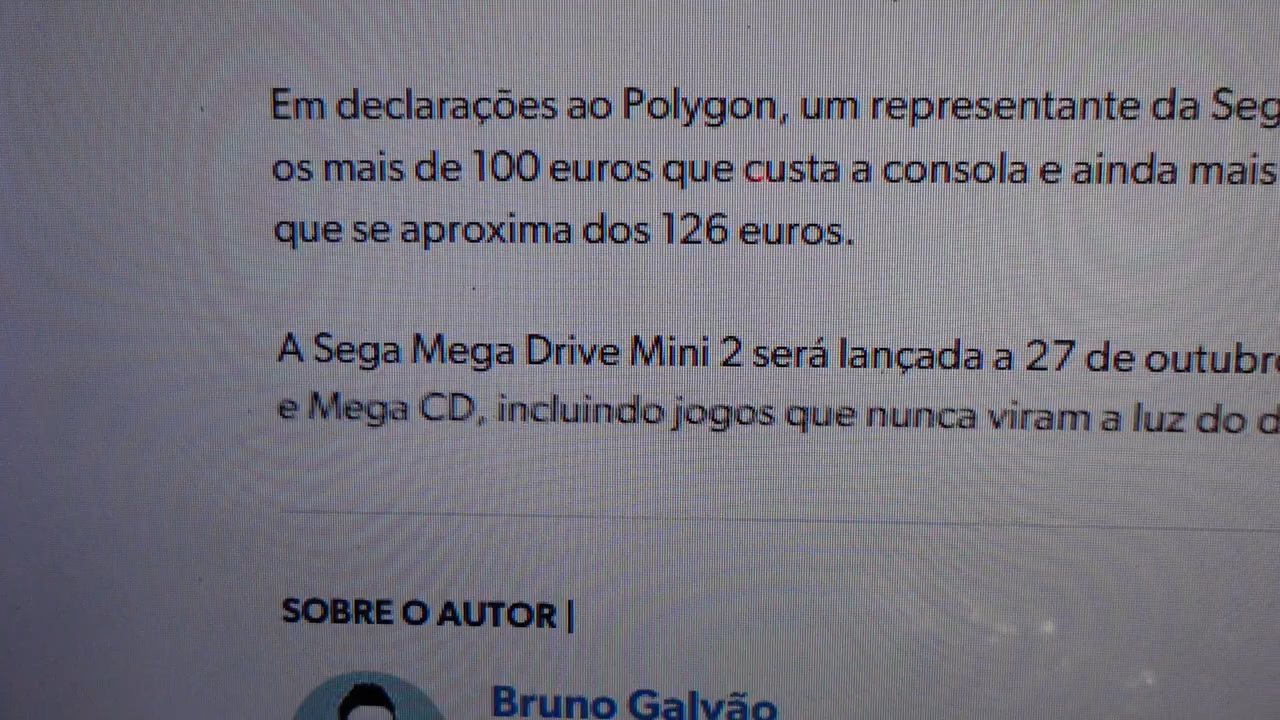 Em declarações ao Polygon, um representante da
os mais de 100 euros que custa a consola e ainda mais
que se aproxima dos 126 euros.
A Sega Mega Drive Mini 2 será lançada a 27 de
e Mega CD, incluindo jogos que nunca viram a luz do
SOBRE O AUTOR |
Bruno Galvão